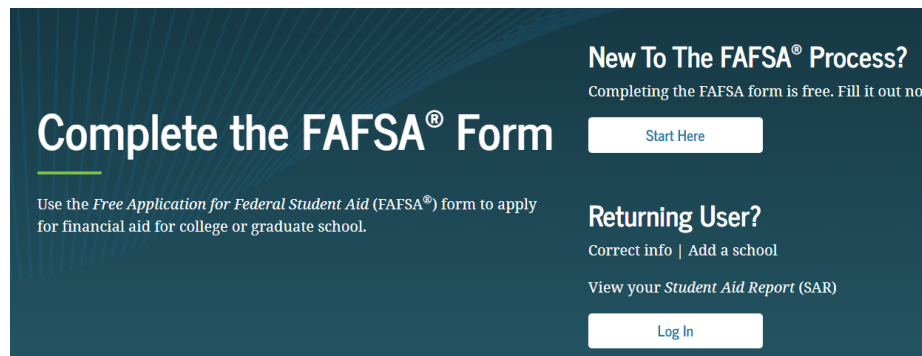 Complete the FAFSA® Form
Use the Free Application for Federal Student Aid (FAFSA®) form to apply
for financial aid for college or graduate school.
New To The FAFSA® Process?
Completing the FAFSA form is free. Fill it out
Start Here
Returning User?
Correct info | Add a school
View your Student Aid Report (SAR)
Log In